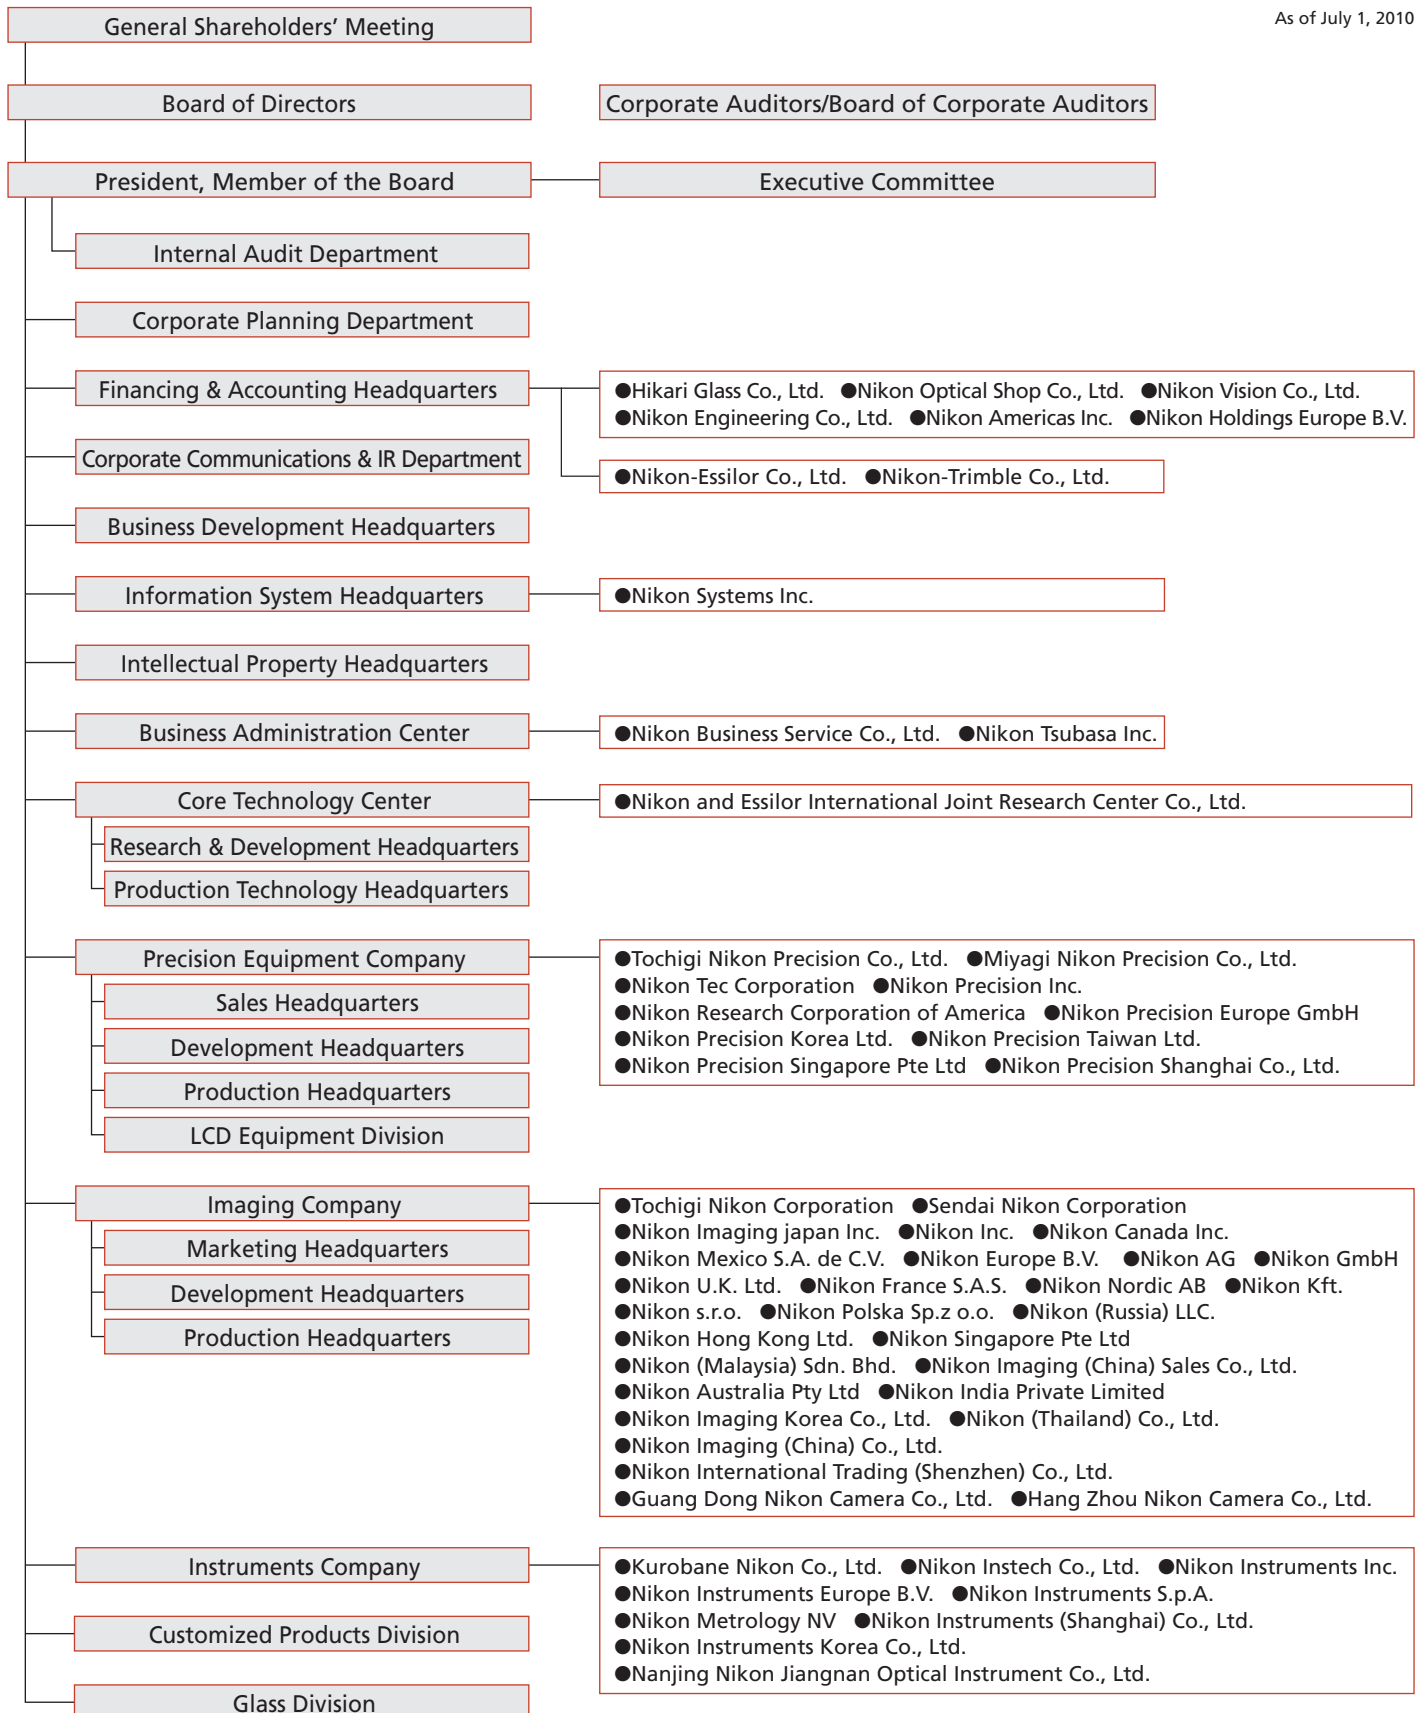 General Shareholders' Meeting
As of July 1, 2010
Board of Directors
Corporate Auditors/Board of Corporate Auditors
President, Member of the Board
Executive Committee
Internal Audit Department
Corporate Planning Department
Financing & Accounting Headquarters
●Hikari Glass Co., Ltd. ●Nikon Optical Shop Co., Ltd. ●Nikon Vision Co., Ltd.
●Nikon Engineering Co., Ltd. ●Nikon Americas Inc. ●Nikon Holdings Europe B.V.
Corporate Communications & IR Department
●Nikon-Essilor Co., Ltd. ●Nikon-Trimble Co., Ltd.
Business Development Headquarters
Information System Headquarters
●Nikon Systems Inc.
Intellectual Property Headquarters
Business Administration Center
●Nikon Business Service Co., Ltd. ●Nikon Tsubasa Inc.
Core Technology Center
●Nikon and Essilor International Joint Research Center Co., Ltd.
Research & Development Headquarters
Production Technology Headquarters
Precision Equipment Company
Sales Headquarters
Development Headquarters
Production Headquarters
LCD Equipment Division
●Tochigi Nikon Precision Co., Ltd. ●Miyagi Nikon Precision Co., Ltd.
●Nikon Tec Corporation ●Nikon Precision Inc.
●Nikon Research Corporation of America ●Nikon Precision Europe GmbH
●Nikon Precision Korea Ltd. ●Nikon Precision Taiwan Ltd.
●Nikon Precision Singapore Pte Ltd ●Nikon Precision Shanghai Co., Ltd.
Imaging Company
Marketing Headquarters
Development Headquarters
Production Headquarters
●Tochigi Nikon Corporation ●Sendai Nikon Corporation
●Nikon Imaging japan Inc. ●Nikon Inc. ●Nikon Canada Inc.
●Nikon Mexico S.A. de C.V. ●Nikon Europe B.V. ●Nikon AG ●Nikon GmbH
●Nikon U.K. Ltd. ●Nikon France S.A.S. ●Nikon Nordic AB ●Nikon Kft.
●Nikon s.r.o. ●Nikon Polska Sp.z o.o. ●Nikon (Russia) LLC.
●Nikon Hong Kong Ltd. ●Nikon Singapore Pte Ltd
●Nikon (Malaysia) Sdn. Bhd. ●Nikon Imaging (China) Sales Co., Ltd.
●Nikon Australia Pty Ltd ●Nikon India Private Limited
●Nikon Imaging Korea Co., Ltd. ●Nikon (Thailand) Co., Ltd.
●Nikon Imaging (China) Co., Ltd.
●Nikon International Trading (Shenzhen) Co., Ltd.
●Guang Dong Nikon Camera Co., Ltd. ●Hang Zhou Nikon Camera Co., Ltd.
Instruments Company
●Kurobane Nikon Co., Ltd. ●Nikon Instech Co., Ltd. ●Nikon Instruments Inc.
●Nikon Instruments Europe B.V. ●Nikon Instruments S.p.A.
●Nikon Metrology NV ●Nikon Instruments (Shanghai) Co., Ltd.
●Nikon Instruments Korea Co., Ltd.
●Nanjing Nikon Jiangnan Optical Instrument Co., Ltd.
Customized Products Division
Glass Division